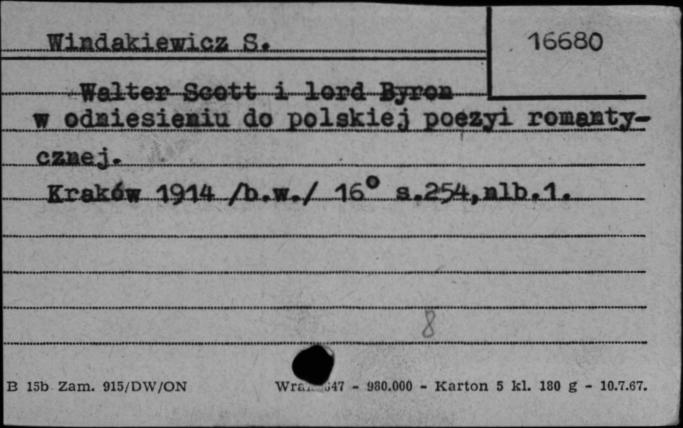 Windakiewicz S.
16680
Walter Scott i lord Byron
w odniesieniu do polskiej poezyi romanty-
cznej.
Kraków 1914 /b.w./ 16° s.254,nlb.1.
8
B 15b Zam. 915/DW/ON
- 980.000 - Karton 5 kl. 180 g - 10.7.67.